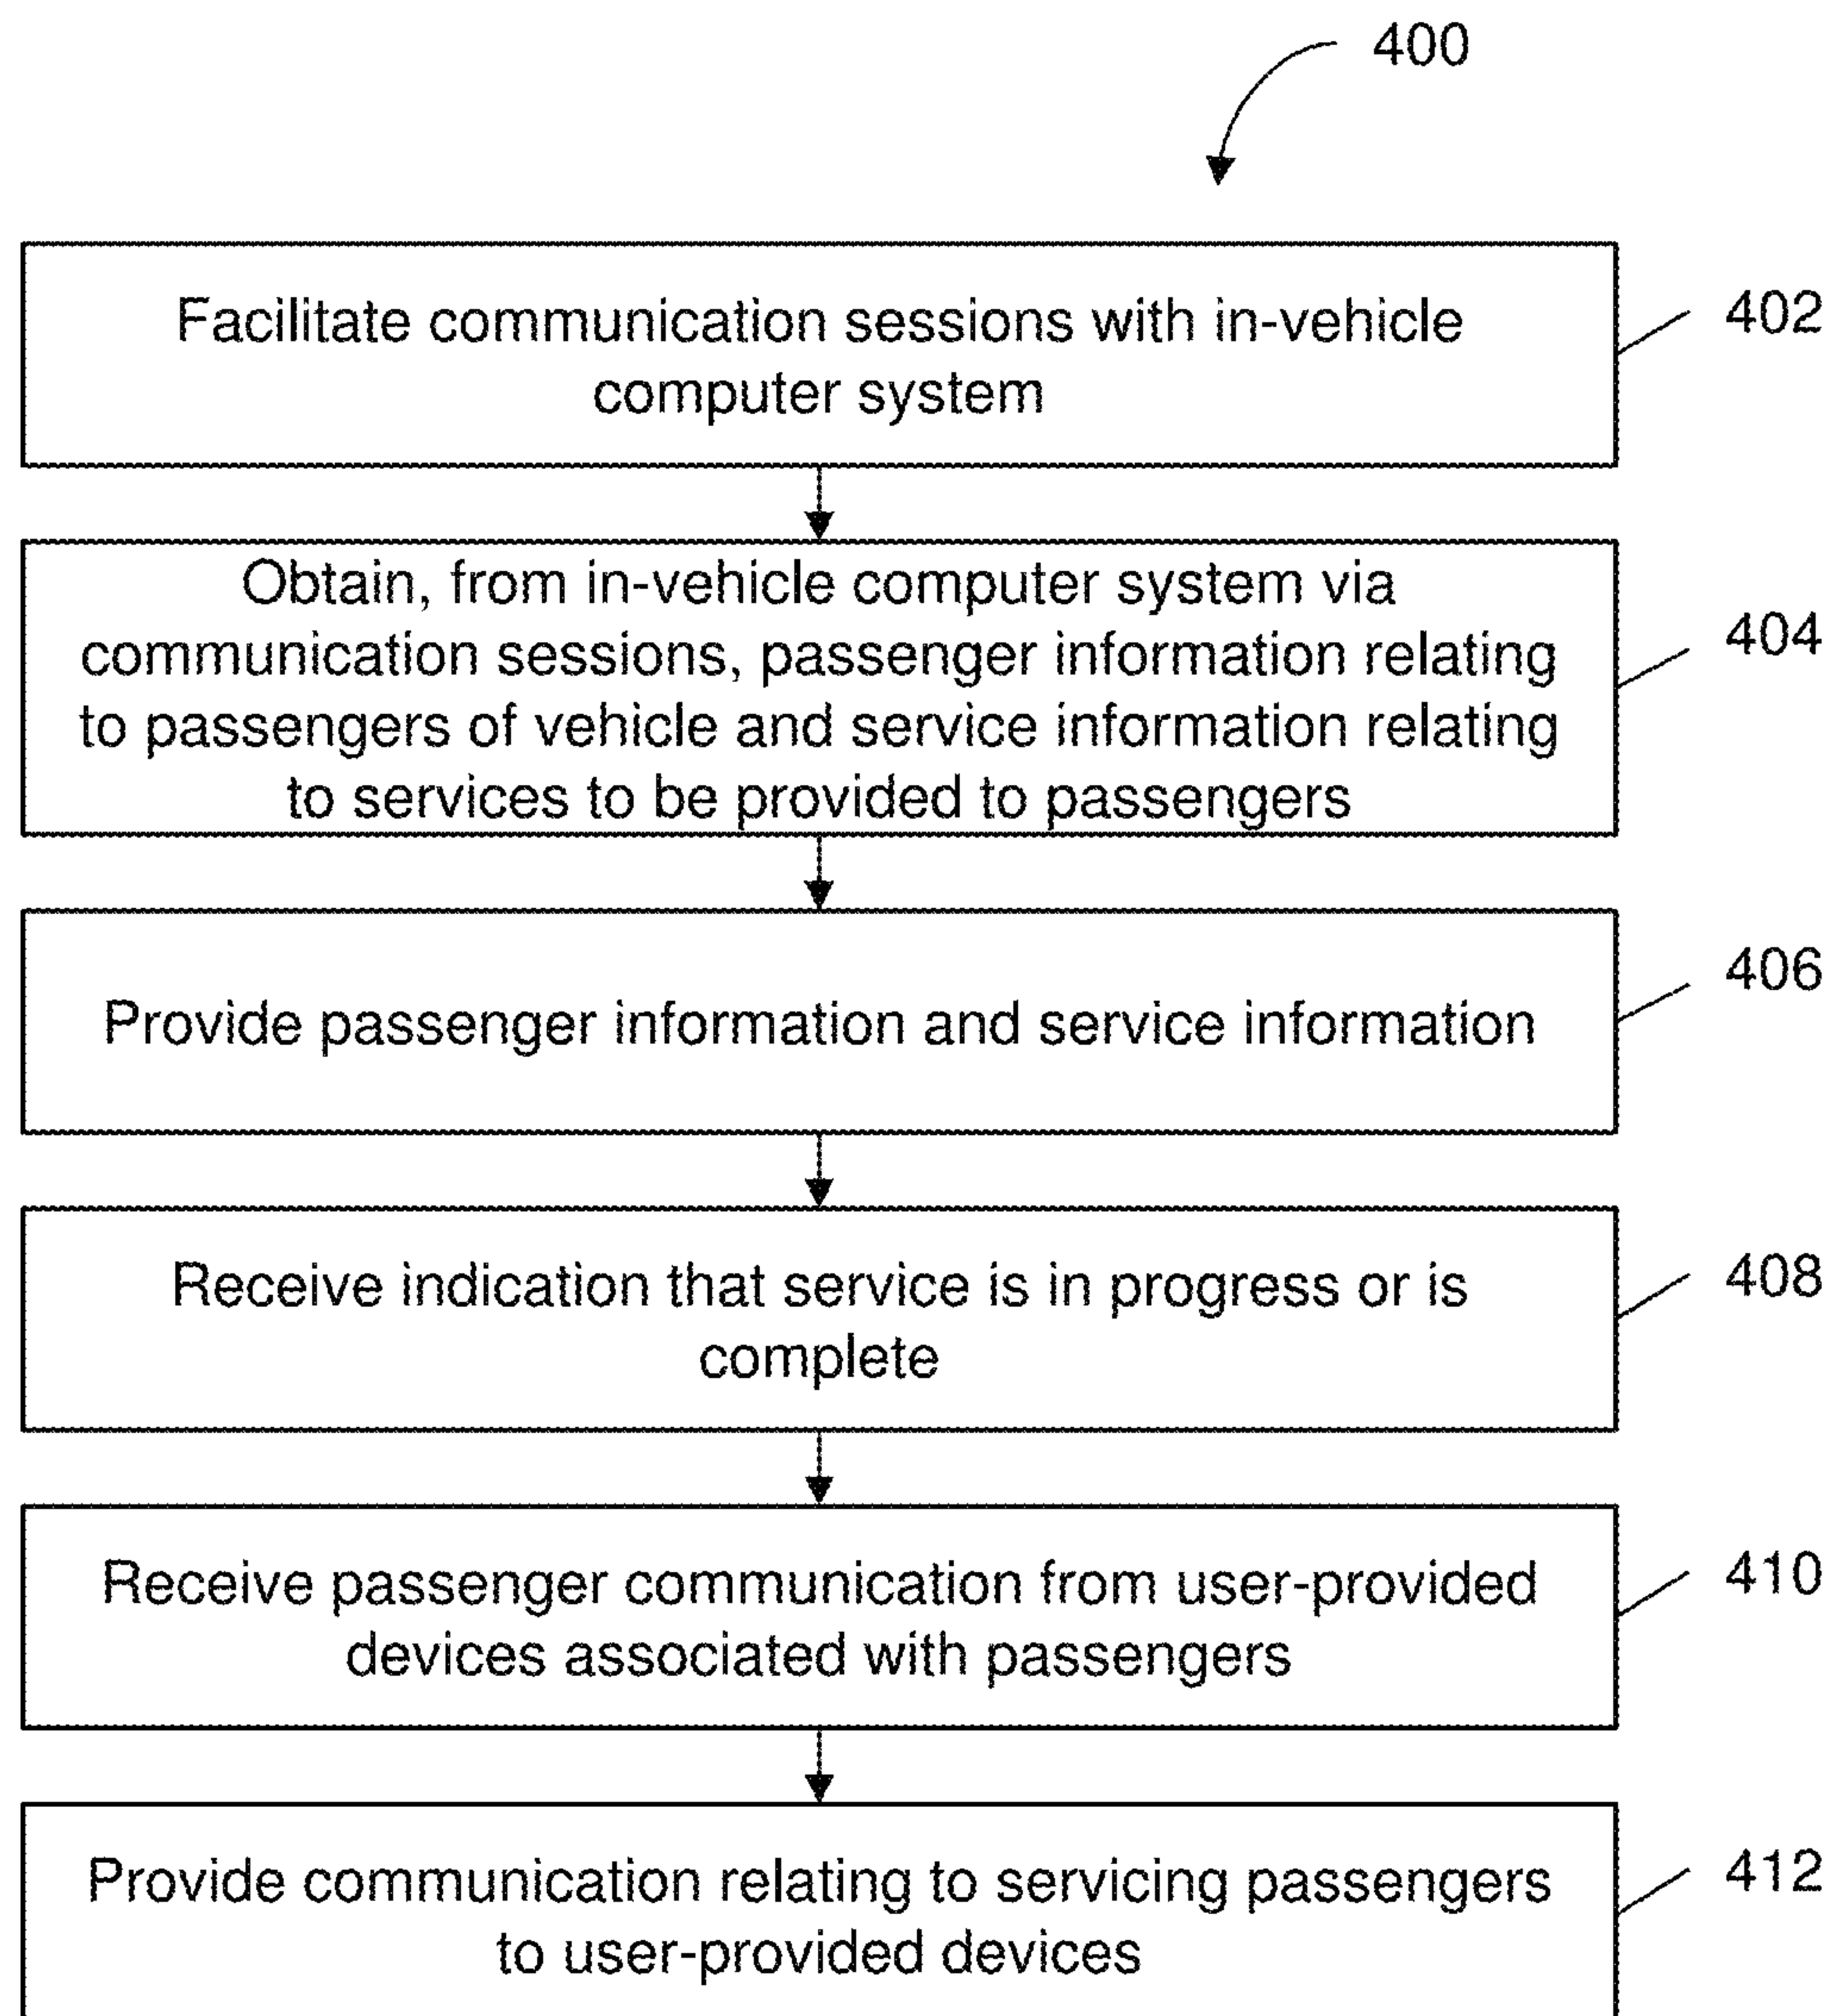 400
Facilitate communication sessions with in-vehicle
computer system
402
Obtain, from in-vehicle computer system via
communication sessions, passenger information relating
to passengers of vehicle and service information relating
to services to be provided to passengers
404
Provide passenger information and service information
406
Receive indication that service is in progress or is
complete
408
Receive passenger communication from user-provided
devices associated with passengers
410
Provide communication relating to servicing passengers
to user-provided devices
412